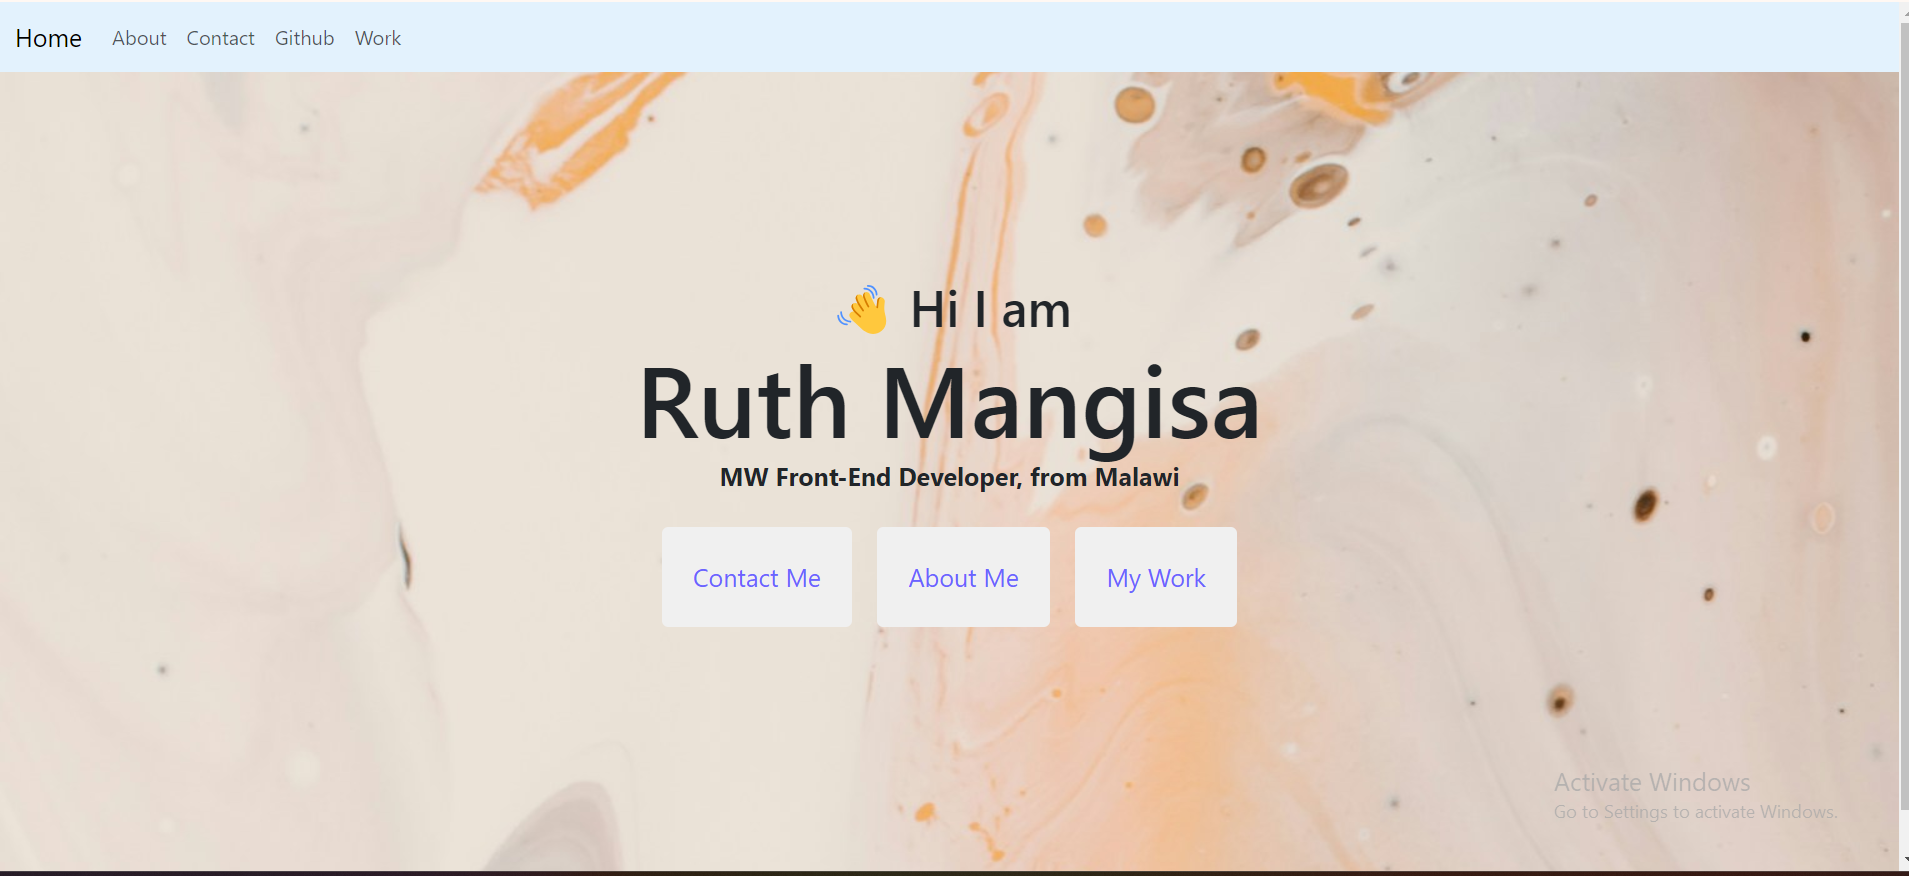 Home About Contact Github Work
👋 Hi I am
Ruth Mangisa
MW Front-End Developer, from Malawi
Contact Me About Me My Work
Activate Windows
Go to Settings to activate Windows.